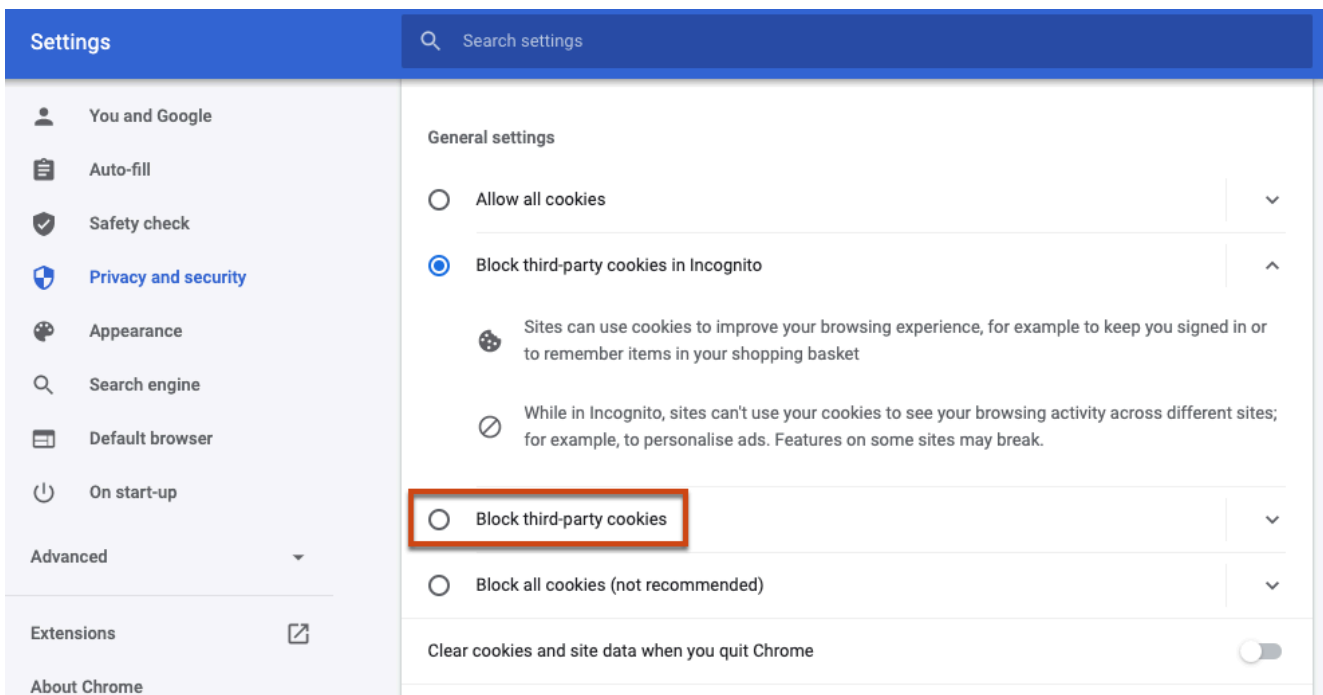 Settings
Search settings
You and Google
Auto-fill
Safety check
Privacy and security
Appearance
Search engine
Default browser
On start-up
Advanced
Extensions
About Chrome
General settings
Allow all cookies
Block third-party cookies in Incognito
Sites can use cookies to improve your browsing experience, for example to keep you signed in or
to remember items in your shopping basket
While in Incognito, sites can't use your cookies to see your browsing activity across different sites;
for example, to personalise ads. Features on some sites may break.
Block third-party cookies
Block all cookies (not recommended)
Clear cookies and site data when you quit Chrome